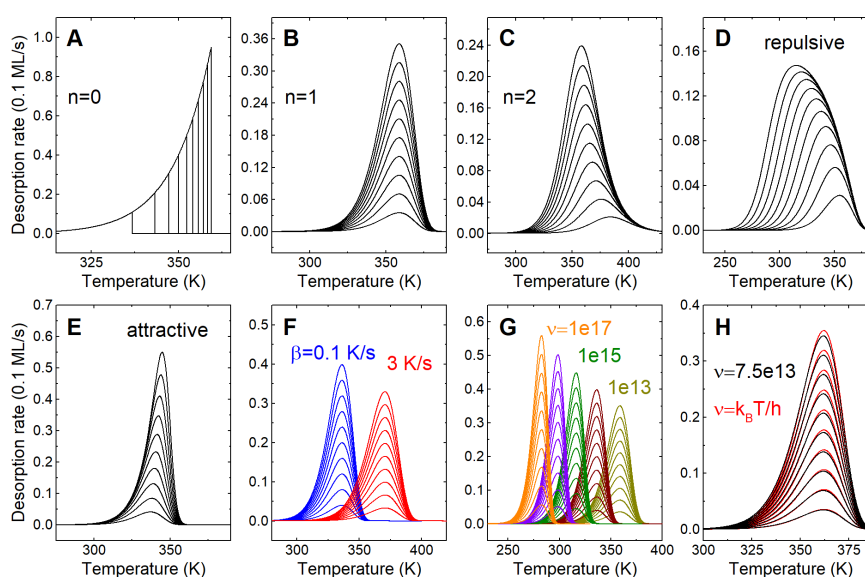 A
n=0
Desorption rate (0.1 ML/s)
1.0
0.8
0.6
0.4
0.2
0.0
325
350
Temperature (K)
B
n=1
0.36
0.30
0.24
0.18
0.12
0.06
0.00
300
350
Temperature (K)
C
n=2
0.24
0.20
0.16
0.12
0.08
0.04
0.00
300
350
400
Temperature (K)
D
repulsive
0.16
0.12
0.08
0.04
0.00
250
300
350
Temperature (K)
E
attractive
Desorption rate (0.1 ML/s)
0.7
0.6
0.5
0.4
0.3
0.2
0.1
0.0
300
350
Temperature (K)
F
β=0.1 K/s
3 K/s
0.5
0.4
0.3
0.2
0.1
0.0
300
350
400
Temperature (K)
G
ν=1e17
1e15
1e13
0.6
0.5
0.4
0.3
0.2
0.1
0.0
250
300
350
400
Temperature (K)
H
ν=7.5e13
ν=k_BT/h
0.4
0.3
0.2
0.1
0.0
300
325
350
375
Temperature (K)